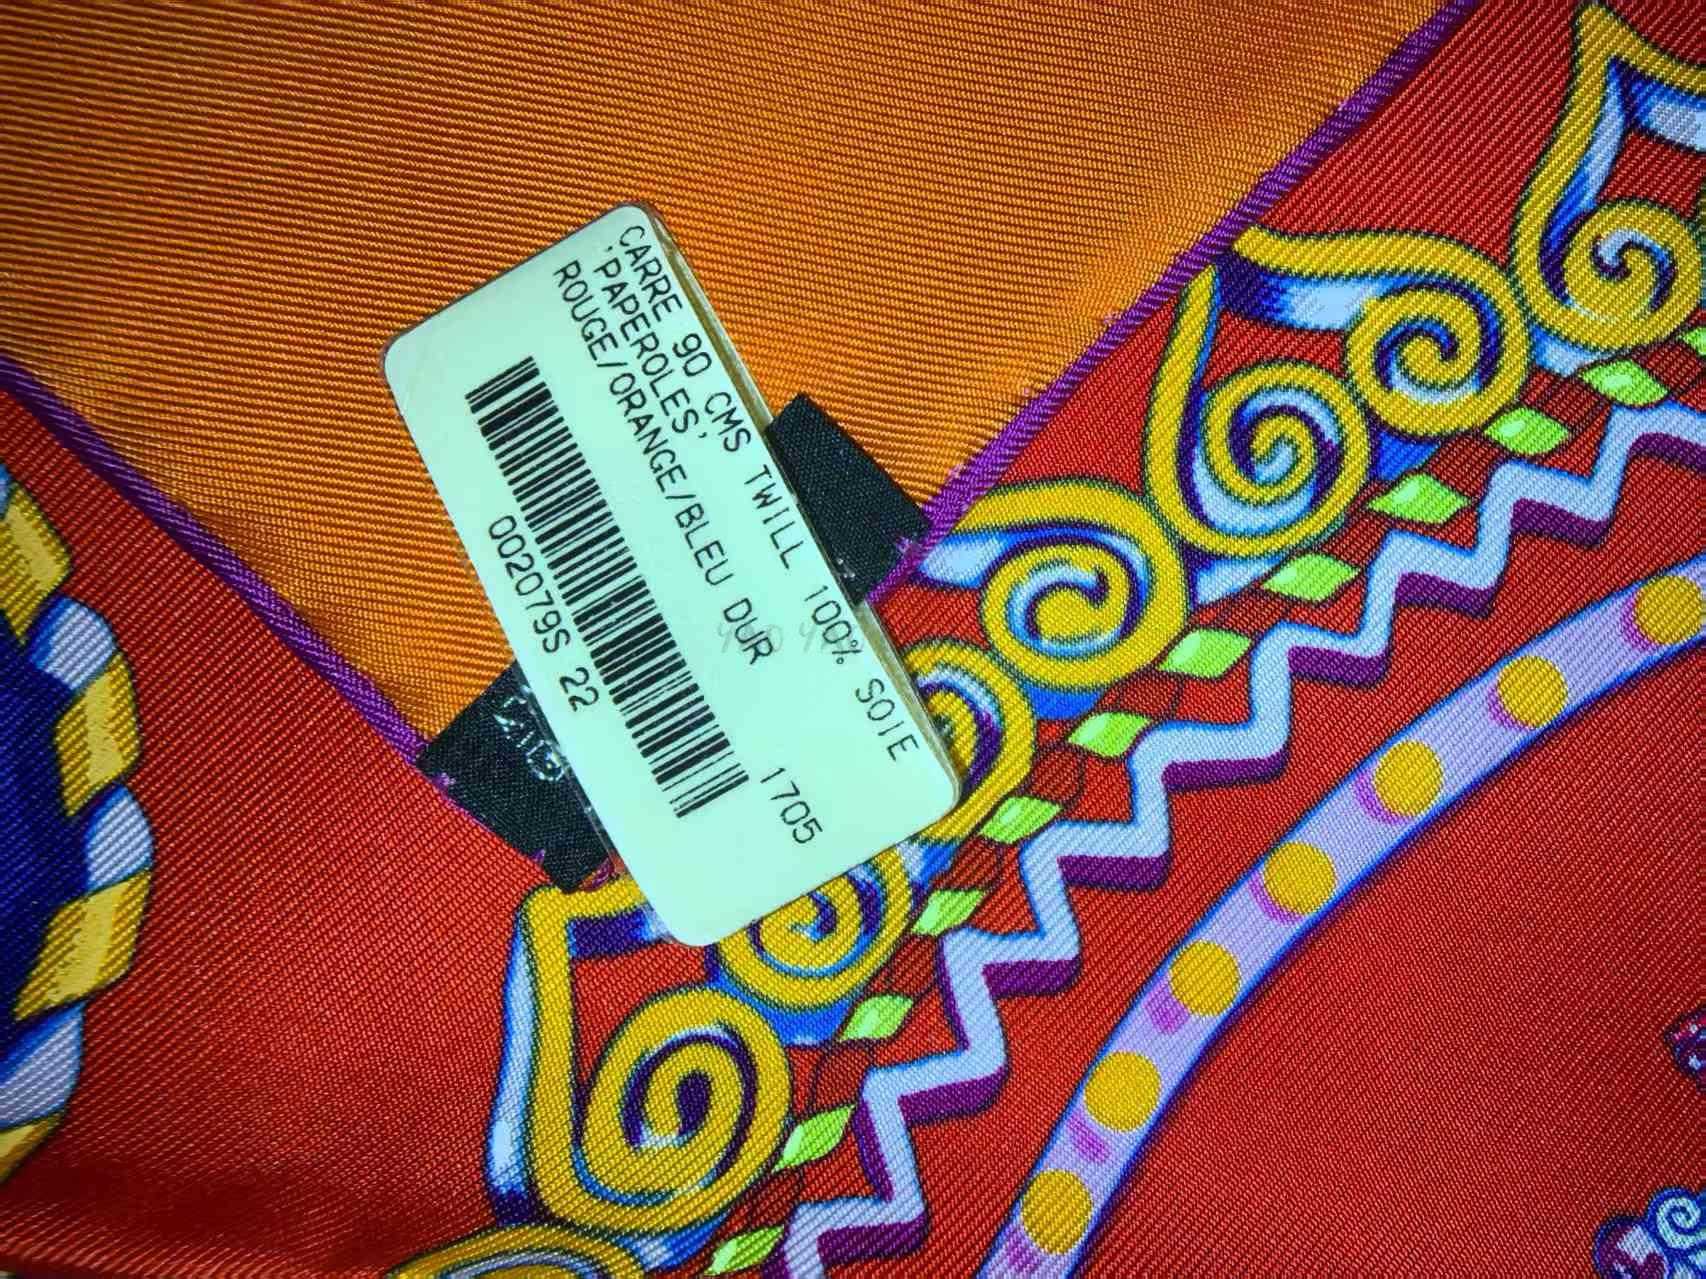 CARRE 90 CMS TWILL 100% SOIE
'PAPEROLES'
ROUGE/ORANGE/BLEU DUR
1705
002079S 22